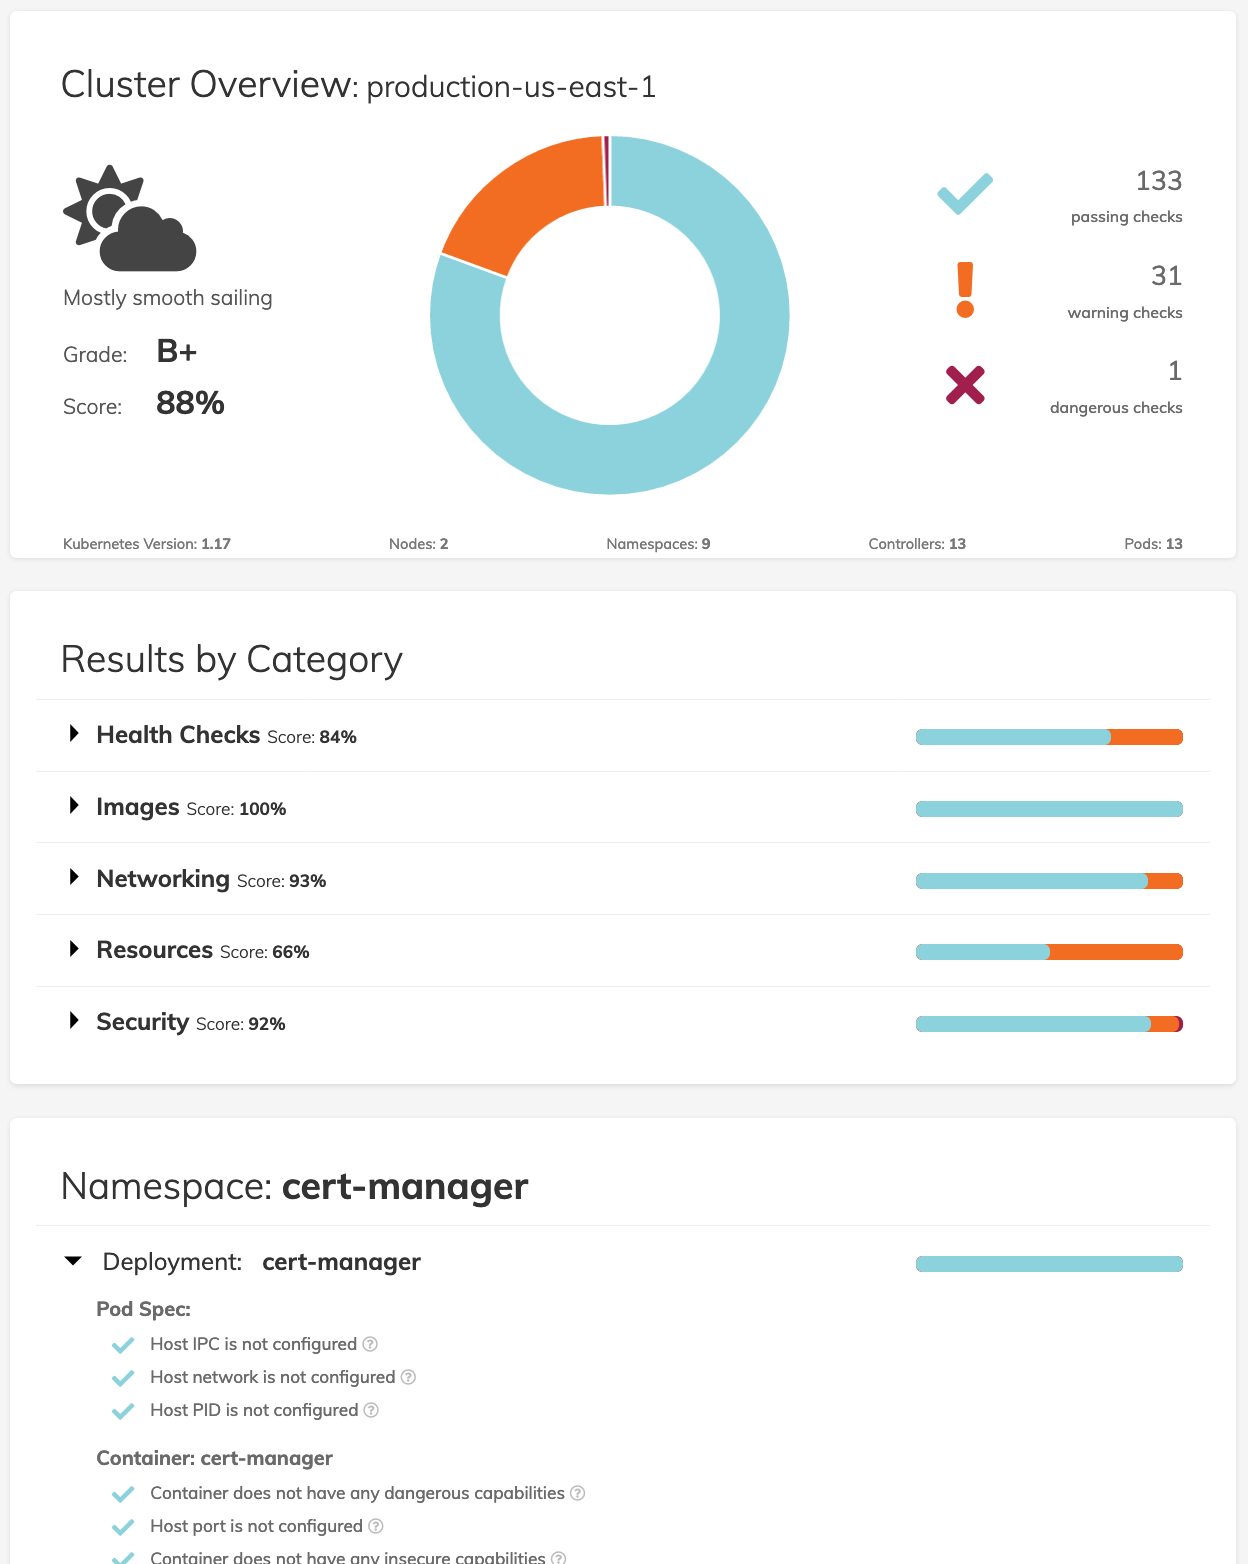 Cluster Overview: production-us-east-1
Mostly smooth sailing
Grade: B+
Score: 88%
133
passing checks
31
warning checks
1
dangerous checks
Kubernetes Version: 1.17 Nodes: 2 Namespaces: 9 Controllers: 13 Pods: 13
Results by Category
Health Checks Score: 84%
Images Score: 100%
Networking Score: 93%
Resources Score: 66%
Security Score: 92%
Namespace: cert-manager
Deployment: cert-manager
Pod Spec:
Host IPC is not configured ?
Host network is not configured ?
Host PID is not configured ?
Container: cert-manager
Container does not have any dangerous capabilities ?
Host port is not configured ?
Container does not have any insecure capabilities ?